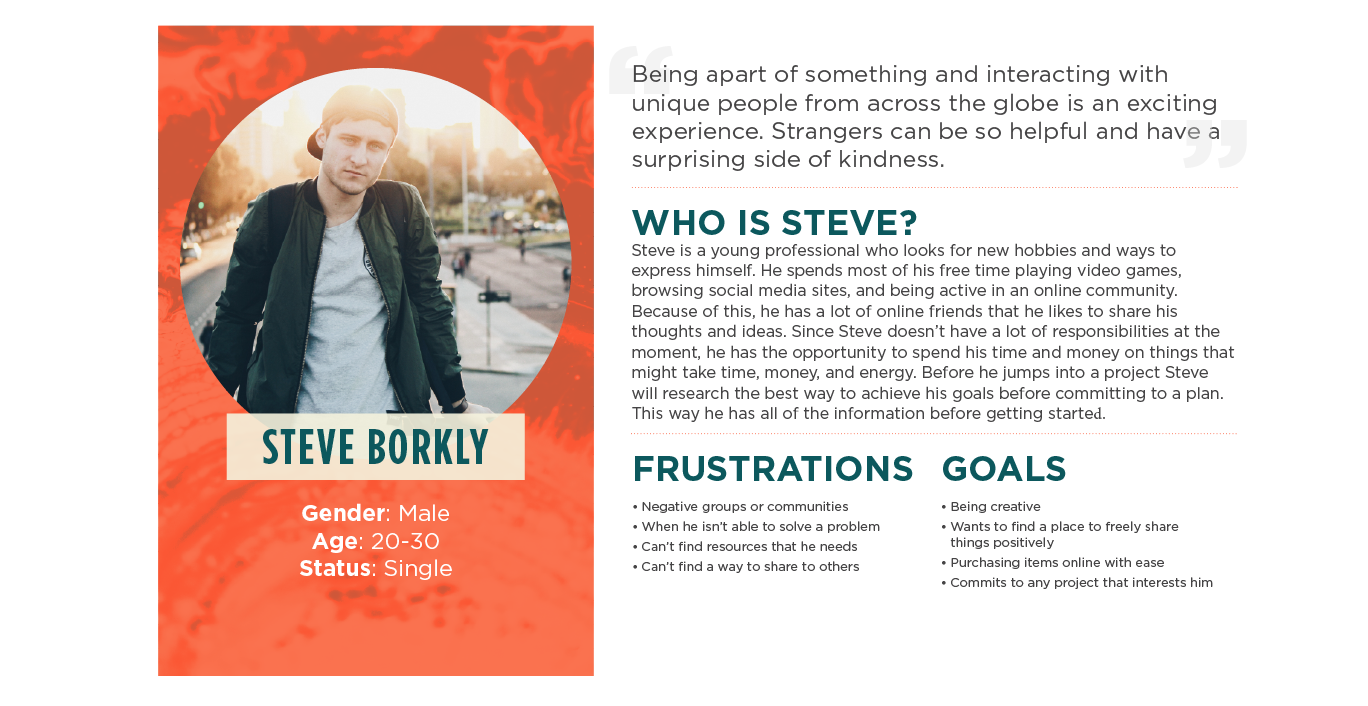 “
Being apart of something and interacting with
unique people from across the globe is an exciting
experience. Strangers can be so helpful and have a
surprising side of kindness.
”
WHO IS STEVE?
Steve is a young professional who looks for new hobbies and ways to
express himself. He spends most of his free time playing video games,
browsing social media sites, and being active in an online community.
Because of this, he has a lot of online friends that he likes to share his
thoughts and ideas. Since Steve doesn’t have a lot of responsibilities at the
moment, he has the opportunity to spend his time and money on things that
might take time, money, and energy. Before he jumps into a project Steve
will research the best way to achieve his goals before committing to a plan.
This way he has all of the information before getting started.
STEVE BORKLY
Gender: Male
Age: 20-30
Status: Single
FRUSTRATIONS
• Negative groups or communities
• When he isn’t able to solve a problem
• Can’t find resources that he needs
• Can’t find a way to share to others
GOALS
• Being creative
• Wants to find a place to freely share
things positively
• Purchasing items online with ease
• Commits to any project that interests him